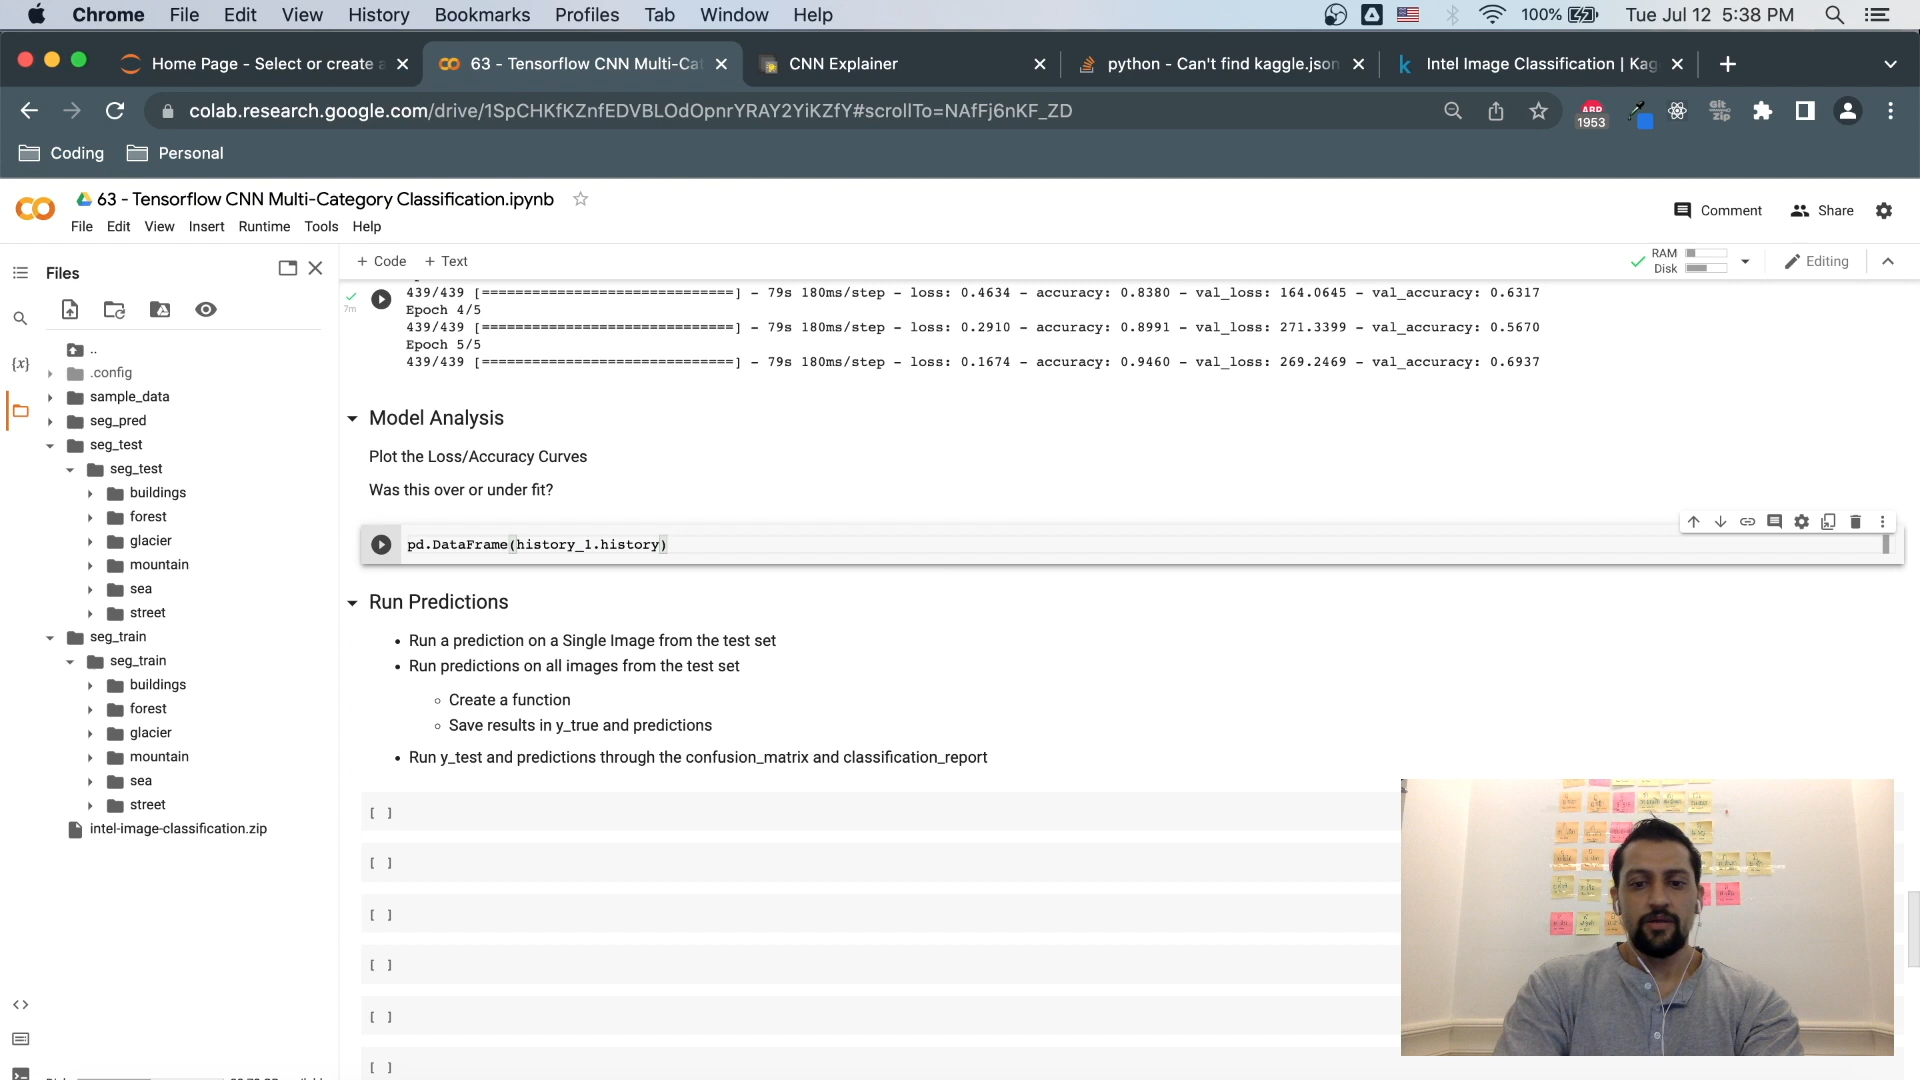 Chrome File Edit View History Bookmarks Profiles Tab Window Help 100% Tue Jul 12 5:38 PM
Home Page - Select or create a 63 - Tensorflow CNN Multi-Cat CNN Explainer python - Can't find kaggle.json Intel Image Classification | Kag
colab.research.google.com/drive/1SpCHKfKZnfEDVBLOdOpnrYRAY2YiKZfY#scrollTo=NAfFj6nKF_ZD ABP 1953 Git Zip
Coding Personal
63 - Tensorflow CNN Multi-Category Classification.ipynb
File Edit View Insert Runtime Tools Help Comment Share
Files + Code + Text RAM Disk Editing
439/439 [==============================] - 79s 180ms/step - loss: 0.4634 - accuracy: 0.8380 - val_loss: 164.0645 - val_accuracy: 0.6317
7m
Epoch 4/5
439/439 [==============================] - 79s 180ms/step - loss: 0.2910 - accuracy: 0.8991 - val_loss: 271.3399 - val_accuracy: 0.5670
Epoch 5/5
439/439 [==============================] - 79s 180ms/step - loss: 0.1674 - accuracy: 0.9460 - val_loss: 269.2469 - val_accuracy: 0.6937
{x}
..
.config
sample_data
seg_pred
seg_test
seg_test
buildings
forest
glacier
mountain
sea
street
seg_train
seg_train
buildings
forest
glacier
mountain
sea
street
intel-image-classification.zip
Model Analysis
Plot the Loss/Accuracy Curves
Was this over or under fit?
pd.DataFrame(history_1.history)
Run Predictions
• Run a prediction on a Single Image from the test set
• Run predictions on all images from the test set
◦ Create a function
◦ Save results in y_true and predictions
• Run y_test and predictions through the confusion_matrix and classification_report
[ ]
[ ]
[ ]
[ ]
[ ]
[ ]